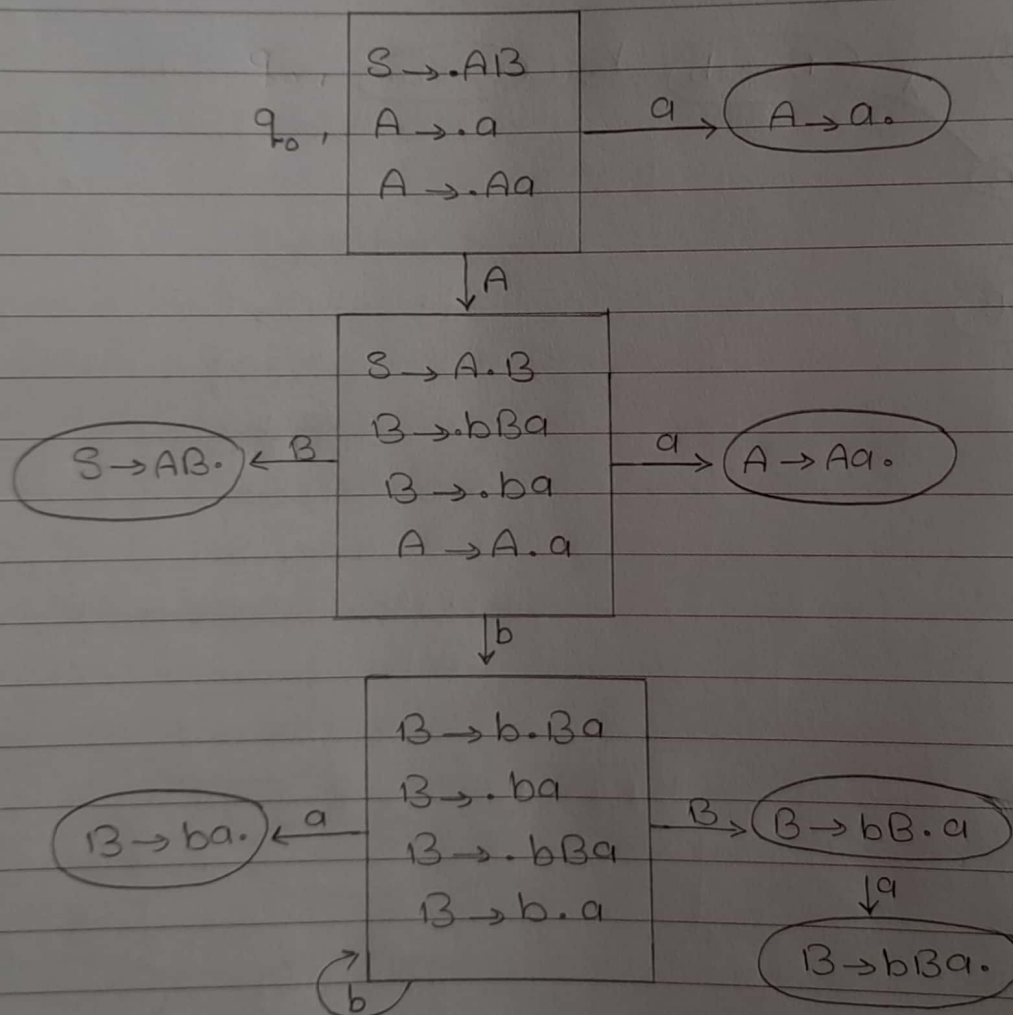 S → .AB
q₀, A → .a
a
A → a.
A → .Aa
A
S → A.B
B → .bBa
S → AB.
B
a
A → Aa.
B → .ba
A → A.a
b
B → b.Ba
B → .ba
B → ba.
a
B
B → bB.a
B → .bBa
a
B → b.a
B → bBa.
b